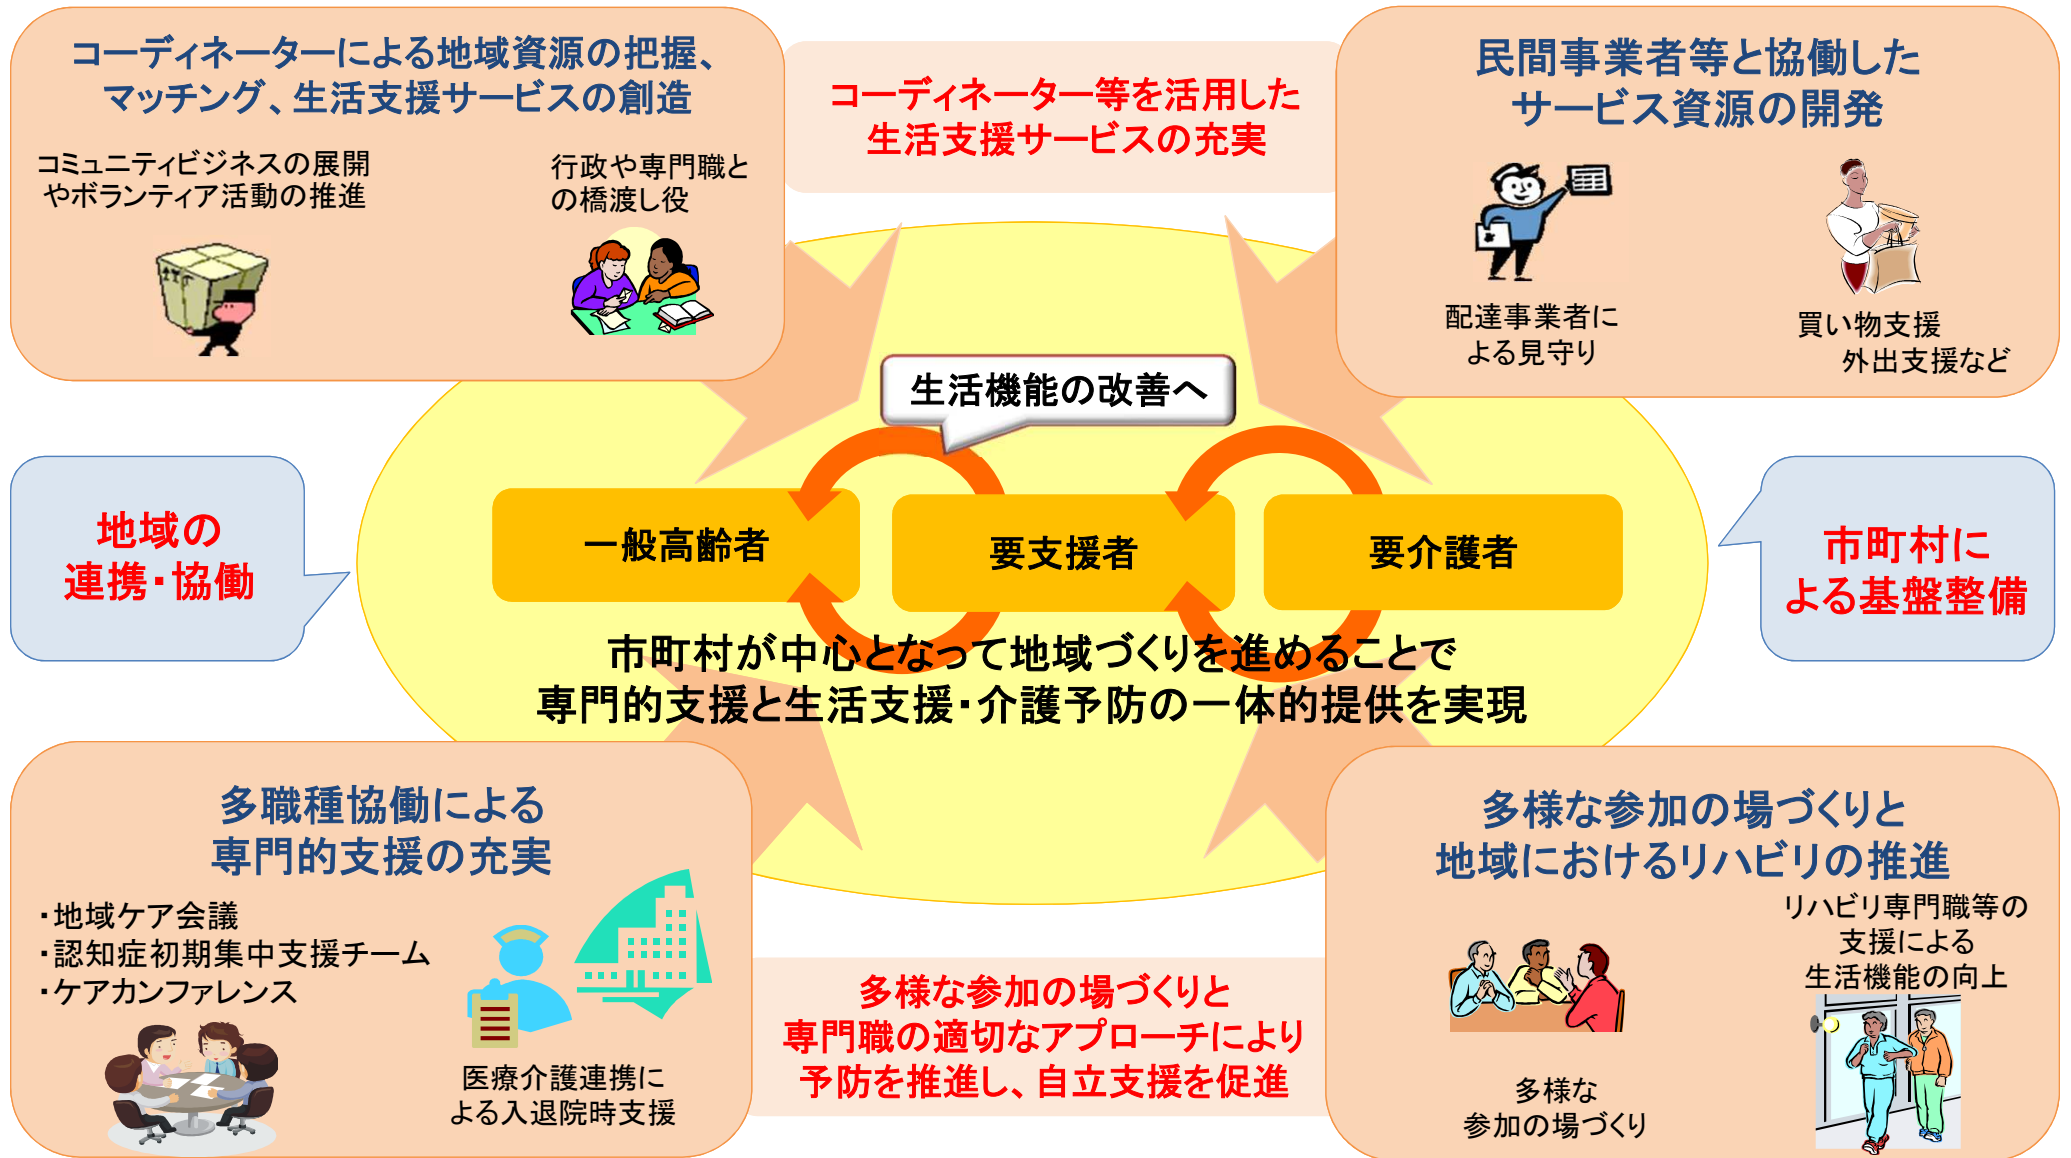 コーディネーターによる地域資源の把握、
マッチング、生活支援サービスの創造
コミュニティビジネスの展開
やボランティア活動の推進
行政や専門職と
の橋渡し役
コーディネーター等を活用した
生活支援サービスの充実
民間事業者等と協働した
サービス資源の開発
配達事業者に
よる見守り
買い物支援
外出支援など
生活機能の改善へ
地域の
連携・協働
一般高齢者
要支援者
要介護者
市町村に
よる基盤整備
市町村が中心となって地域づくりを進めることで
専門的支援と生活支援・介護予防の一体的提供を実現
多職種協働による
専門的支援の充実
・地域ケア会議
・認知症初期集中支援チーム
・ケアカンファレンス
医療介護連携に
よる入退院時支援
多様な参加の場づくりと
専門職の適切なアプローチにより
予防を推進し、自立支援を促進
多様な参加の場づくりと
地域におけるリハビリの推進
リハビリ専門職等の
支援による
生活機能の向上
多様な
参加の場づくり